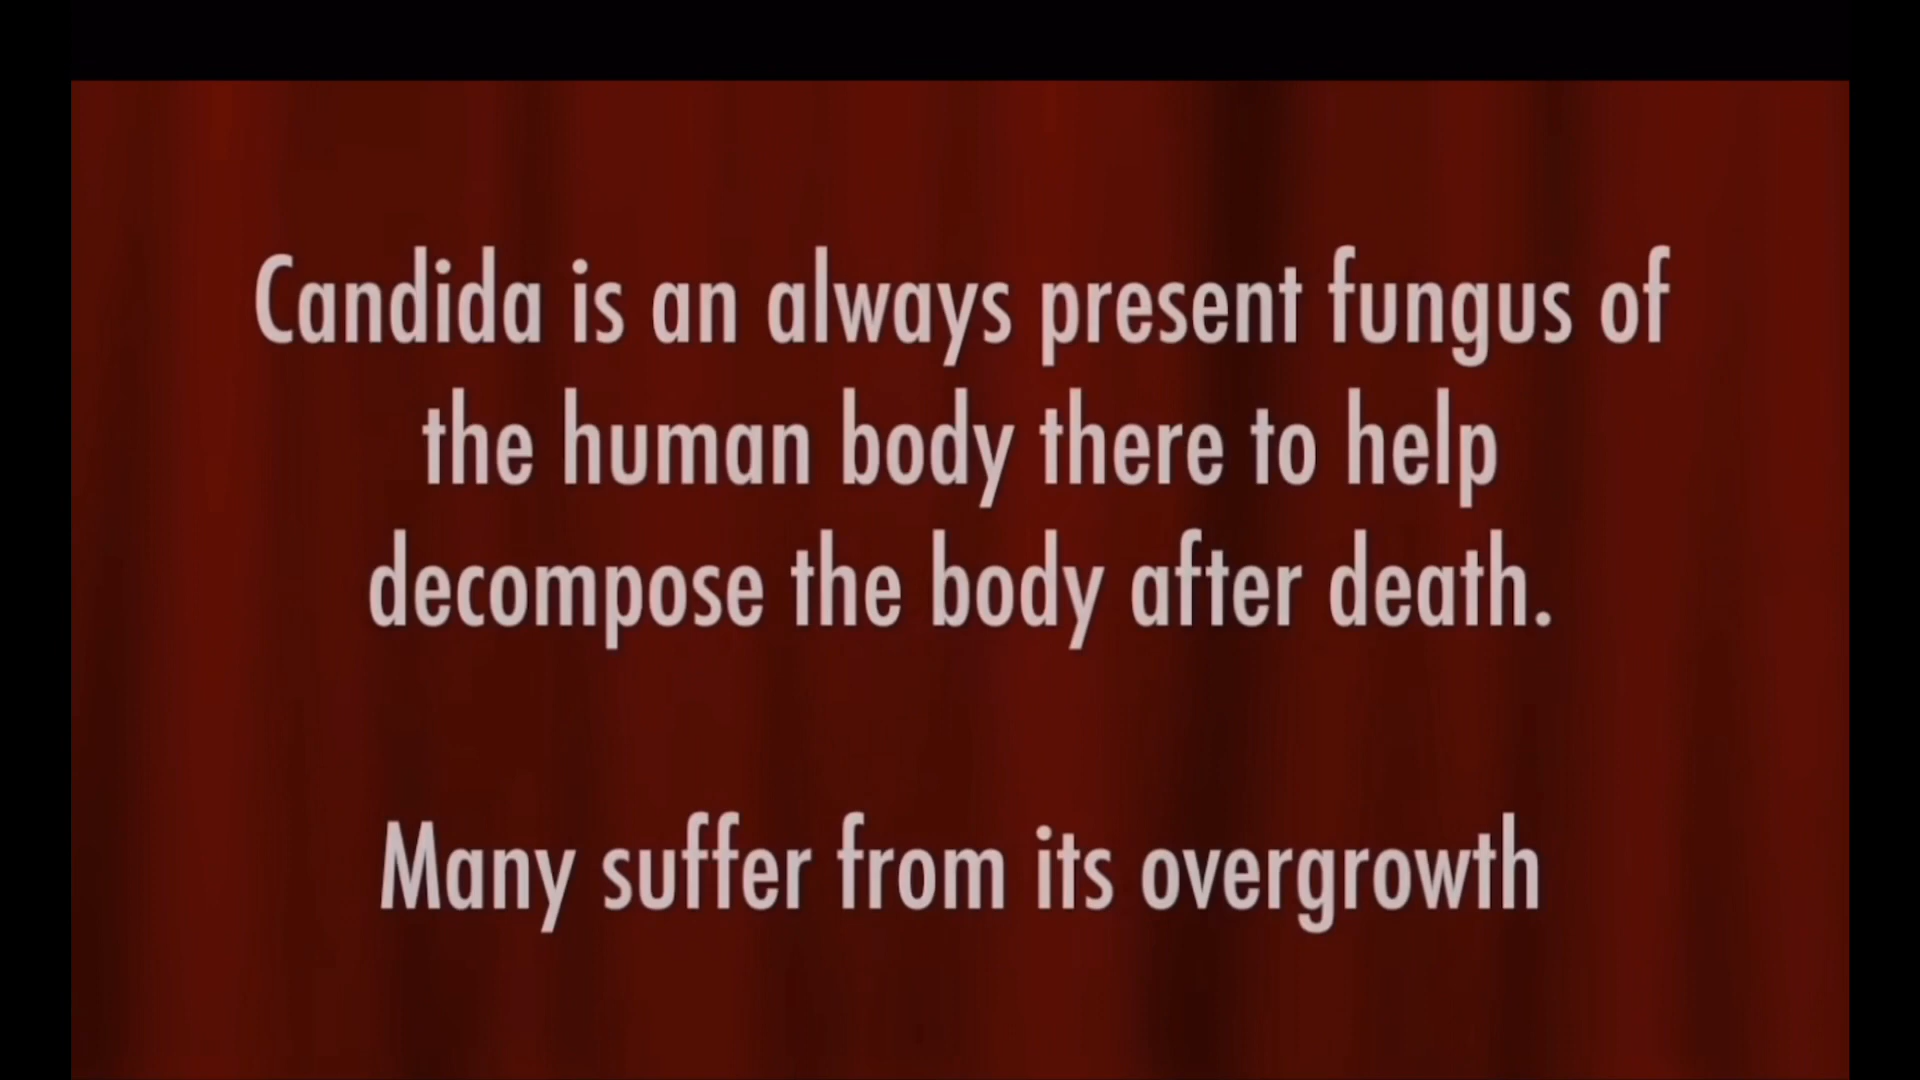 Candida is an always present fungus of
the human body there to help
decompose the body after death.
Many suffer from its overgrowth